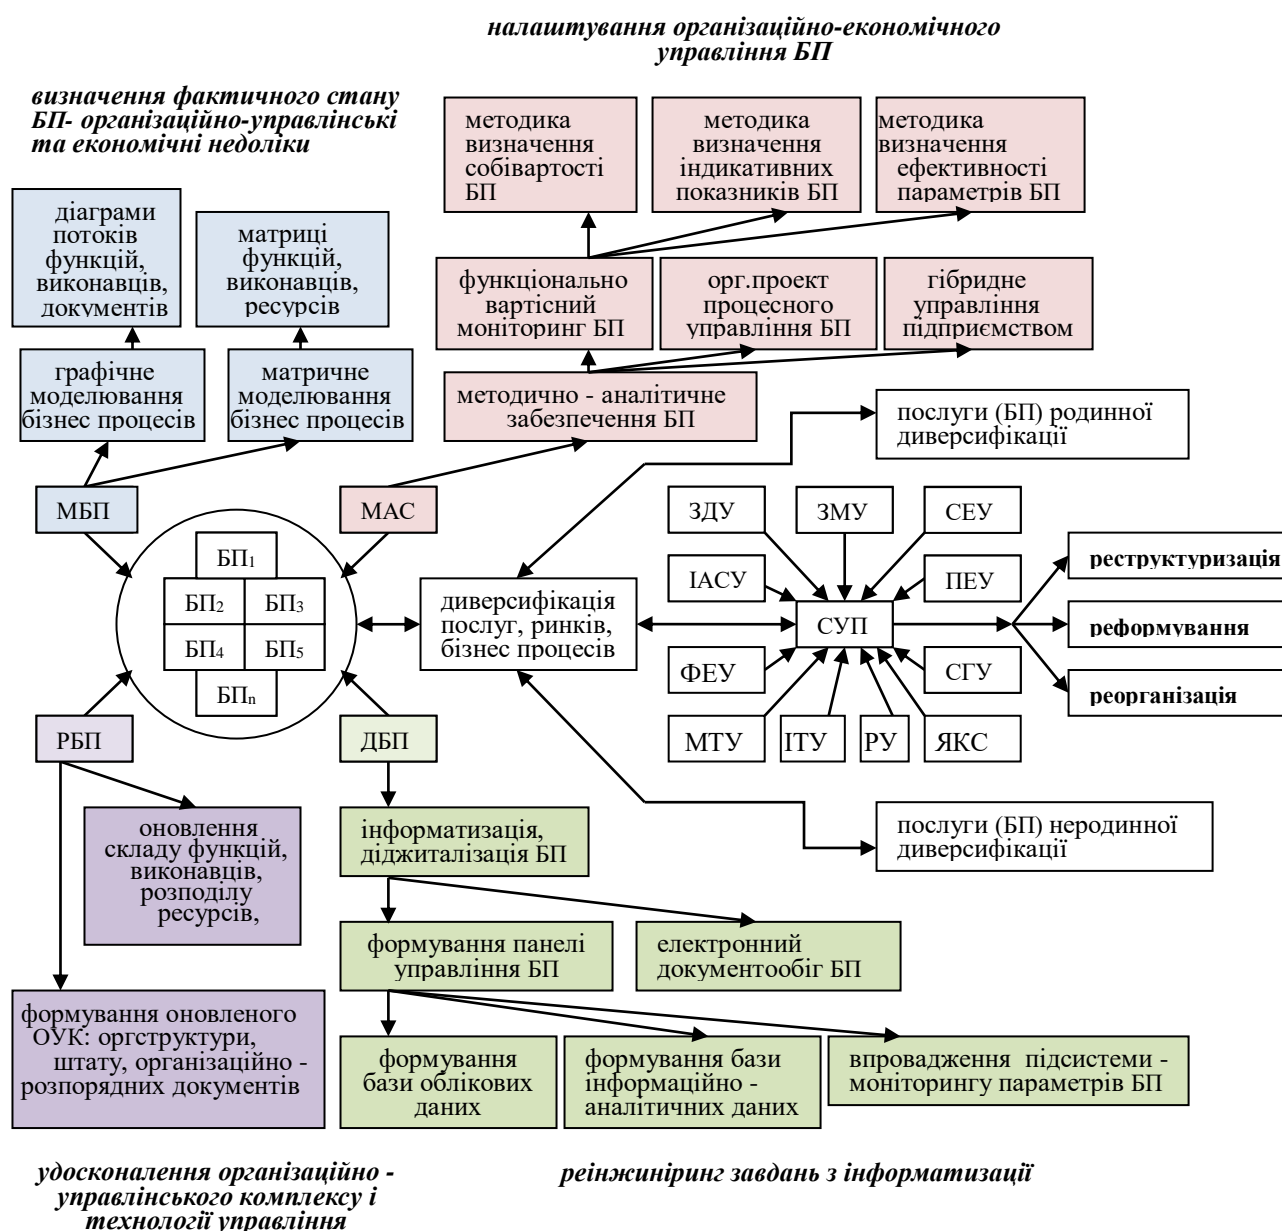 налаштування організаційно-економічного
управління БП
визначення фактичного стану
БП- організаційно-управлінські
та економічні недоліки
методика
визначення
собівартості
БП
методика
визначення
індикативних
показників БП
методика
визначення
ефективності
параметрів БП
діаграми
потоків
функцій,
виконавців,
документів
матриці
функцій,
виконавців,
ресурсів
функціонально
вартісний
моніторинг БП
орг.проект
процесного
управління БП
гібридне
управління
підприємством
графічне
моделювання
бізнес процесів
матричне
моделювання
бізнес процесів
методично - аналітичне
забезпечення БП
послуги (БП) родинної
диверсифікації
МБП
МАС
ЗДУ
ЗМУ
СЕУ
БП1
БП2
БП3
БП4
БП5
БПn
ІАСУ
ПЕУ
реструктуризація
диверсифікація
послуг, ринків,
бізнес процесів
СУП
реформування
ФЕУ
СГУ
реорганізація
РБП
ДБП
МТУ
ІТУ
РУ
ЯКС
оновлення
складу функцій,
виконавців,
розподілу
ресурсів,
інформатизація,
діджиталізація БП
послуги (БП) неродинної
диверсифікації
формування панелі
управління БП
електронний
документообіг БП
формування оновленого
ОУК: оргструктури,
штату, організаційно -
розпорядних документів
формування
бази облікових
даних
формування бази
інформаційно -
аналітичних даних
впровадження підсистеми -
моніторингу параметрів БП
удосконалення організаційно -
управлінського комплексу і
технології управління
реінжиніринг завдань з інформатизації